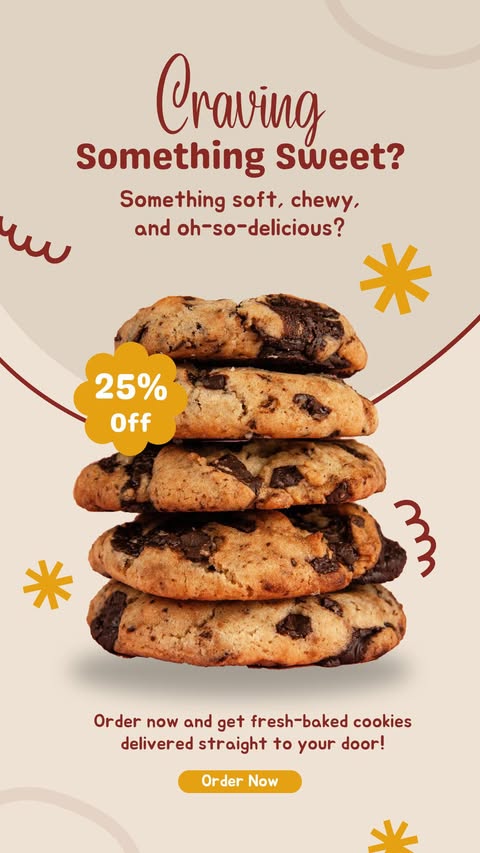 Craving
Something Sweet?
Something soft, chewy,
and oh-so-delicious?
25%
Off
Order now and get fresh-baked cookies
delivered straight to your door!
Order Now